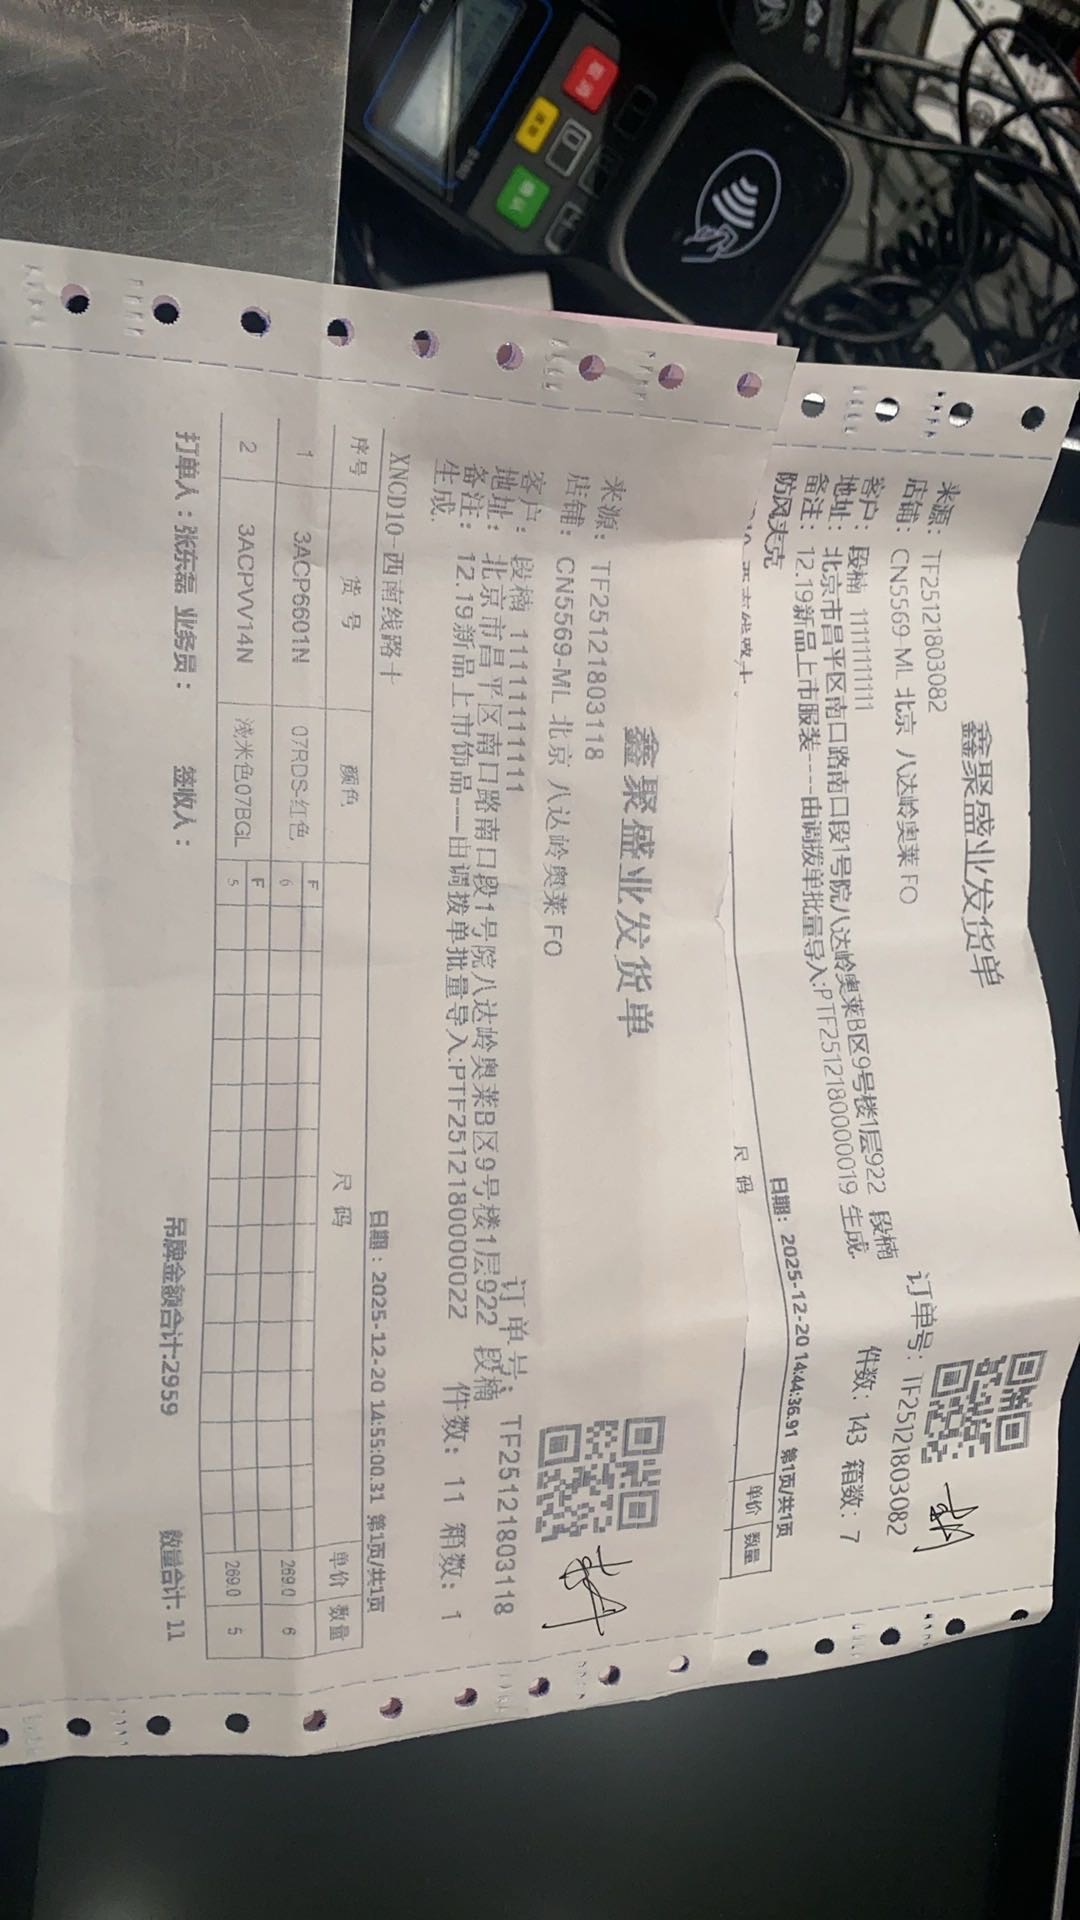 鑫聚盛业发货单
来源: TF25121803082
店铺: CN5569-ML 北京 八达岭奥莱 FO
订单号: TF25121803082
客户: 段楠 11111111111
件数: 143 箱数: 7
地址: 北京市昌平区南口路南口段1号院八达岭奥莱B区9号楼1层922 段楠
备注: 12.19新品上市服装----由调拨单批量导入:PTF251218000019 生成.
防风夹克
日期: 2025-12-20 14:44:36.91 第1页/共1页
尺 码
单价 数量
鑫聚盛业发货单
来源: TF25121803118
店铺: CN5569-ML 北京 八达岭奥莱 FO
订单号: TF25121803118
客户: 段楠 11111111111
件数: 11 箱数: 1
地址: 北京市昌平区南口路南口段1号院八达岭奥莱B区9号楼1层922 段楠
备注: 12.19新品上市饰品----由调拨单批量导入:PTF251218000022
生成.
XNCD10-西南线路卡
日期: 2025-12-20 14:55:00.31 第1页/共1页
序号 货 号 颜色 尺 码 单价 数量
F
1 3ACP6601N 07RDS-红色 6 269.0 6
F
2 3ACPVV14N 浅米色07BGL 5 269.0 5
打单人: 张东磊 业务员: 签收人: 吊牌金额合计:2959 数量合计: 11